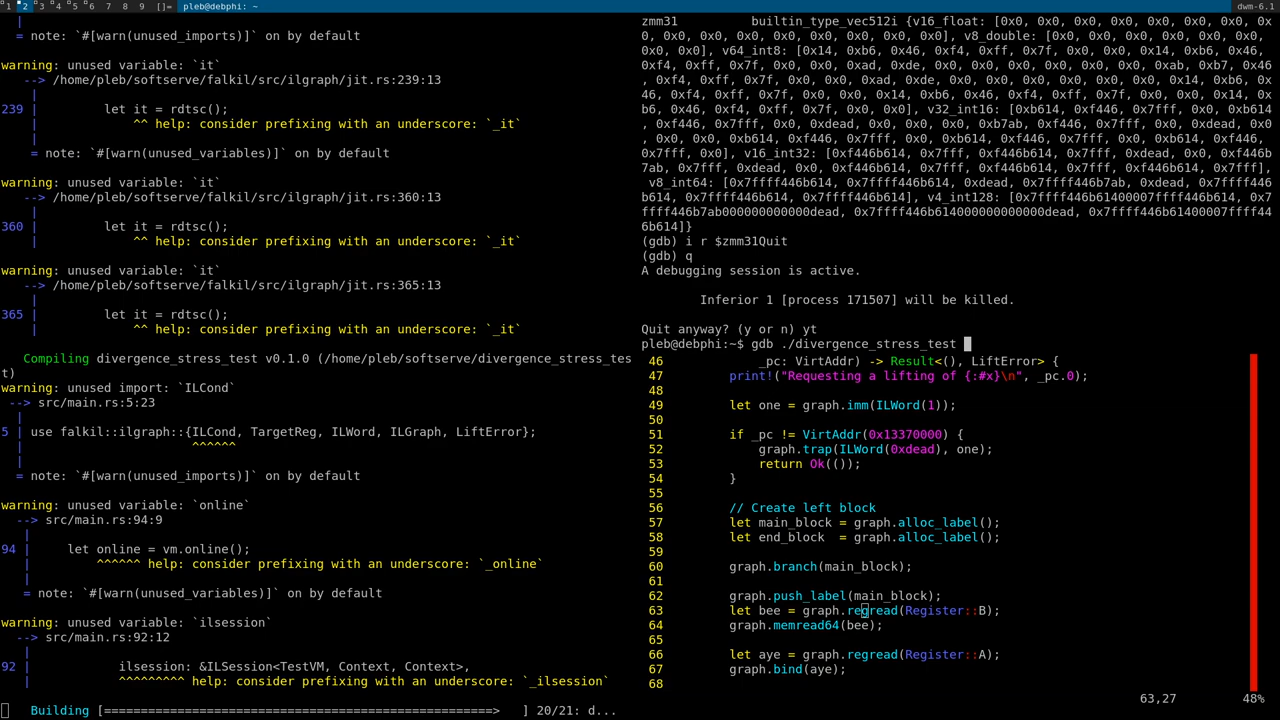 1 2 3 4 5 6 7 8 9 []= pleb@debphi: ~ dwm-6.1
|
= note: `#[warn(unused_imports)]` on by default
warning: unused variable: `it`
--> /home/pleb/softserve/falkil/src/ilgraph/jit.rs:239:13
|
239 | let it = rdtsc();
| ^^ help: consider prefixing with an underscore: `_it`
|
= note: `#[warn(unused_variables)]` on by default
warning: unused variable: `it`
--> /home/pleb/softserve/falkil/src/ilgraph/jit.rs:360:13
|
360 | let it = rdtsc();
| ^^ help: consider prefixing with an underscore: `_it`
warning: unused variable: `it`
--> /home/pleb/softserve/falkil/src/ilgraph/jit.rs:365:13
|
365 | let it = rdtsc();
| ^^ help: consider prefixing with an underscore: `_it`
Compiling divergence_stress_test v0.1.0 (/home/pleb/softserve/divergence_stress_tes
t)
warning: unused import: `ILCond`
--> src/main.rs:5:23
|
5 | use falkil::ilgraph::{ILCond, TargetReg, ILWord, ILGraph, LiftError};
| ^^^^^^
|
= note: `#[warn(unused_imports)]` on by default
warning: unused variable: `online`
--> src/main.rs:94:9
|
94 | let online = vm.online();
| ^^^^^^ help: consider prefixing with an underscore: `_online`
|
= note: `#[warn(unused_variables)]` on by default
warning: unused variable: `ilsession`
--> src/main.rs:92:12
|
92 | ilsession: &ILSession<TestVM, Context, Context>,
| ^^^^^^^^^ help: consider prefixing with an underscore: `_ilsession`
Building [=====================================================> ] 20/21: d...
zmm31 builtin_type_vec512i {v16_float: [0x0, 0x0, 0x0, 0x0, 0x0, 0x0, 0x0, 0x
0, 0x0, 0x0, 0x0, 0x0, 0x0, 0x0, 0x0, 0x0], v8_double: [0x0, 0x0, 0x0, 0x0, 0x0,
0x0, 0x0, 0x0], v64_int8: [0x14, 0xb6, 0x46, 0xf4, 0xff, 0x7f, 0x0, 0x0, 0x14, 0xb6, 0x46,
0xf4, 0xff, 0x7f, 0x0, 0x0, 0xad, 0xde, 0x0, 0x0, 0x0, 0x0, 0x0, 0x0, 0xab, 0xb7, 0x46
, 0xf4, 0xff, 0x7f, 0x0, 0x0, 0xad, 0xde, 0x0, 0x0, 0x0, 0x0, 0x0, 0x0, 0x14, 0xb6, 0x
46, 0xf4, 0xff, 0x7f, 0x0, 0x0, 0x14, 0xb6, 0x46, 0xf4, 0xff, 0x7f, 0x0, 0x0, 0x14, 0x
b6, 0x46, 0xf4, 0xff, 0x7f, 0x0, 0x0], v32_int16: [0xb614, 0xf446, 0x7fff, 0x0, 0xb614
, 0xf446, 0x7fff, 0x0, 0xdead, 0x0, 0x0, 0x0, 0xb7ab, 0xf446, 0x7fff, 0x0, 0xdead, 0x0
, 0x0, 0x0, 0xb614, 0xf446, 0x7fff, 0x0, 0xb614, 0xf446, 0x7fff, 0x0, 0xb614, 0xf446,
0x7fff, 0x0], v16_int32: [0xf446b614, 0x7fff, 0xf446b614, 0x7fff, 0xdead, 0x0, 0xf446b
7ab, 0x7fff, 0xdead, 0x0, 0xf446b614, 0x7fff, 0xf446b614, 0x7fff, 0xf446b614, 0x7fff],
v8_int64: [0x7ffff446b614, 0x7ffff446b614, 0xdead, 0x7ffff446b7ab, 0xdead, 0x7ffff446
b614, 0x7ffff446b614, 0x7ffff446b614], v4_int128: [0x7ffff446b61400007ffff446b614, 0x7
ffff446b7ab000000000000dead, 0x7ffff446b614000000000000dead, 0x7ffff446b61400007ffff44
6b614]}
(gdb) i r $zmm31Quit
(gdb) q
A debugging session is active.
Inferior 1 [process 171507] will be killed.
Quit anyway? (y or n) yt
pleb@debphi:~$ gdb ./divergence_stress_test
46 _pc: VirtAddr) -> Result<(), LiftError> {
47 print!("Requesting a lifting of {:#x}\n", _pc.0);
48
49 let one = graph.imm(ILWord(1));
50
51 if _pc != VirtAddr(0x13370000) {
52 graph.trap(ILWord(0xdead), one);
53 return Ok(());
54 }
55
56 // Create left block
57 let main_block = graph.alloc_label();
58 let end_block = graph.alloc_label();
59
60 graph.branch(main_block);
61
62 graph.push_label(main_block);
63 let bee = graph.regread(Register::B);
64 graph.memread64(bee);
65
66 let aye = graph.regread(Register::A);
67 graph.bind(aye);
68
63,27 48%